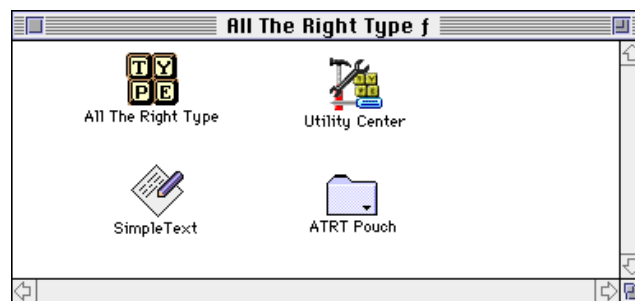 All The Right Type ƒ
TY
PE
All The Right Type
Utility Center
SimpleText
ATRT Pouch